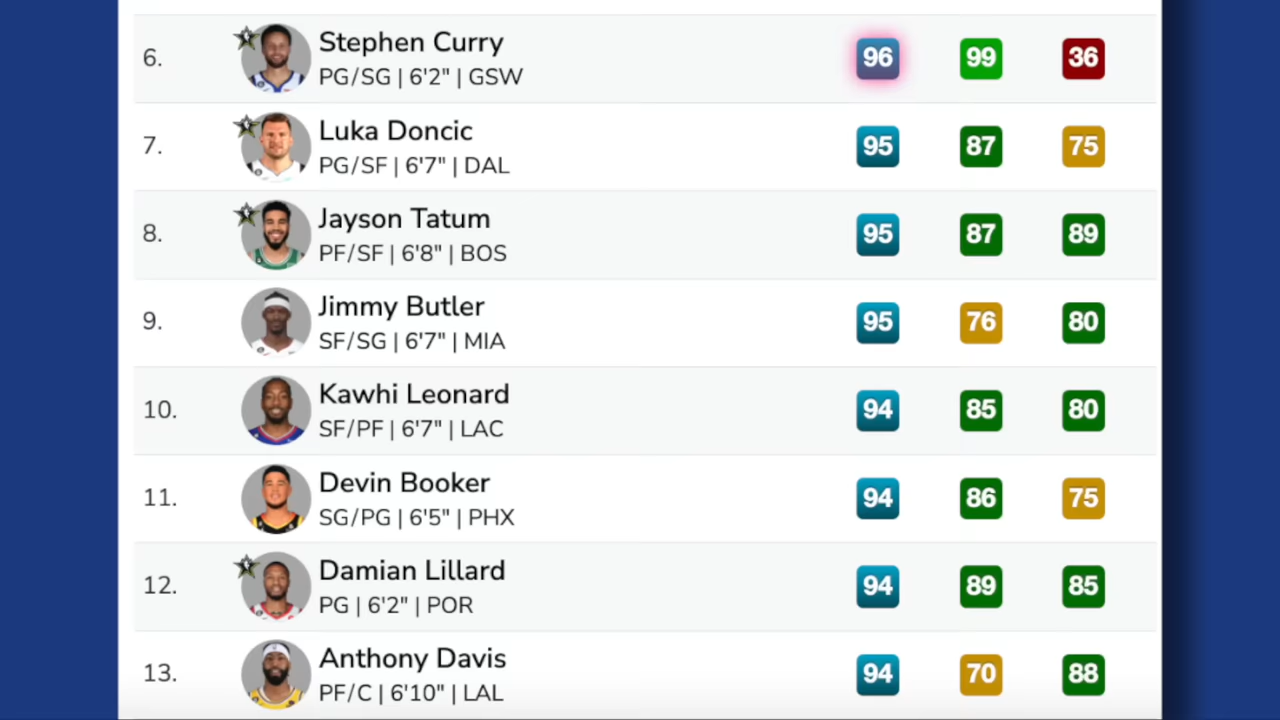 6.
Stephen Curry
PG/SG | 6'2" | GSW
96 99 36
7.
Luka Doncic
PG/SF | 6'7" | DAL
95 87 75
8.
Jayson Tatum
PF/SF | 6'8" | BOS
95 87 89
9.
Jimmy Butler
SF/SG | 6'7" | MIA
95 76 80
10.
Kawhi Leonard
SF/PF | 6'7" | LAC
94 85 80
11.
Devin Booker
SG/PG | 6'5" | PHX
94 86 75
12.
Damian Lillard
PG | 6'2" | POR
94 89 85
13.
Anthony Davis
PF/C | 6'10" | LAL
94 70 88